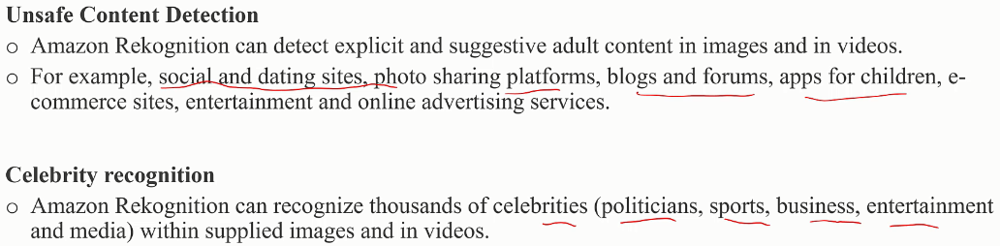 Unsafe Content Detection
o Amazon Rekognition can detect explicit and suggestive adult content in images and in videos.
o For example, social and dating sites, photo sharing platforms, blogs and forums, apps for children, e-
commerce sites, entertainment and online advertising services.
Celebrity recognition
o Amazon Rekognition can recognize thousands of celebrities (politicians, sports, business, entertainment
and media) within supplied images and in videos.